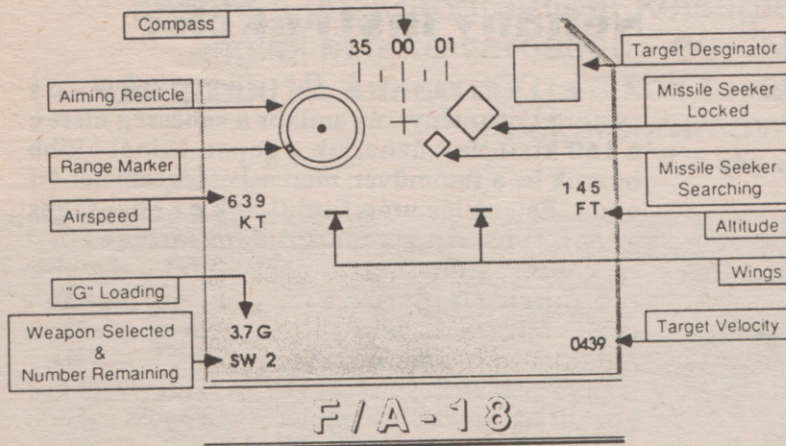 Compass
35 00 01
Target Desginator
Aiming Recticle
Missile Seeker
Locked
Range Marker
Missile Seeker
Searching
Airspeed
639
KT
145
FT
Altitude
Wings
"G" Loading
Weapon Selected
&
Number Remaining
3.7 G
SW 2
Target Velocity
0439
F/A-18